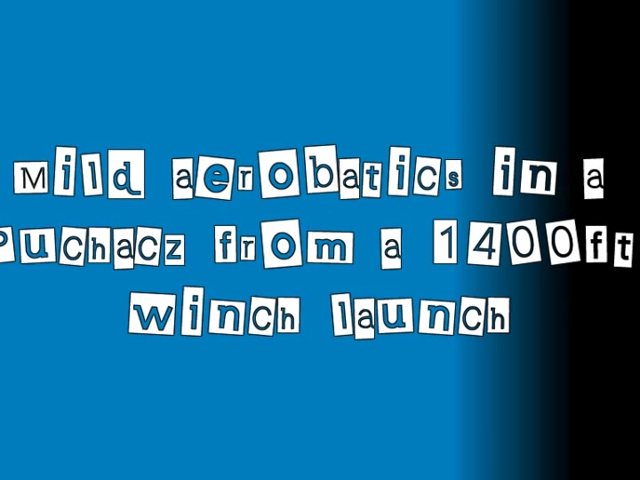 Mild aerobatics in a
Puchacz from a 1400ft
winch launch